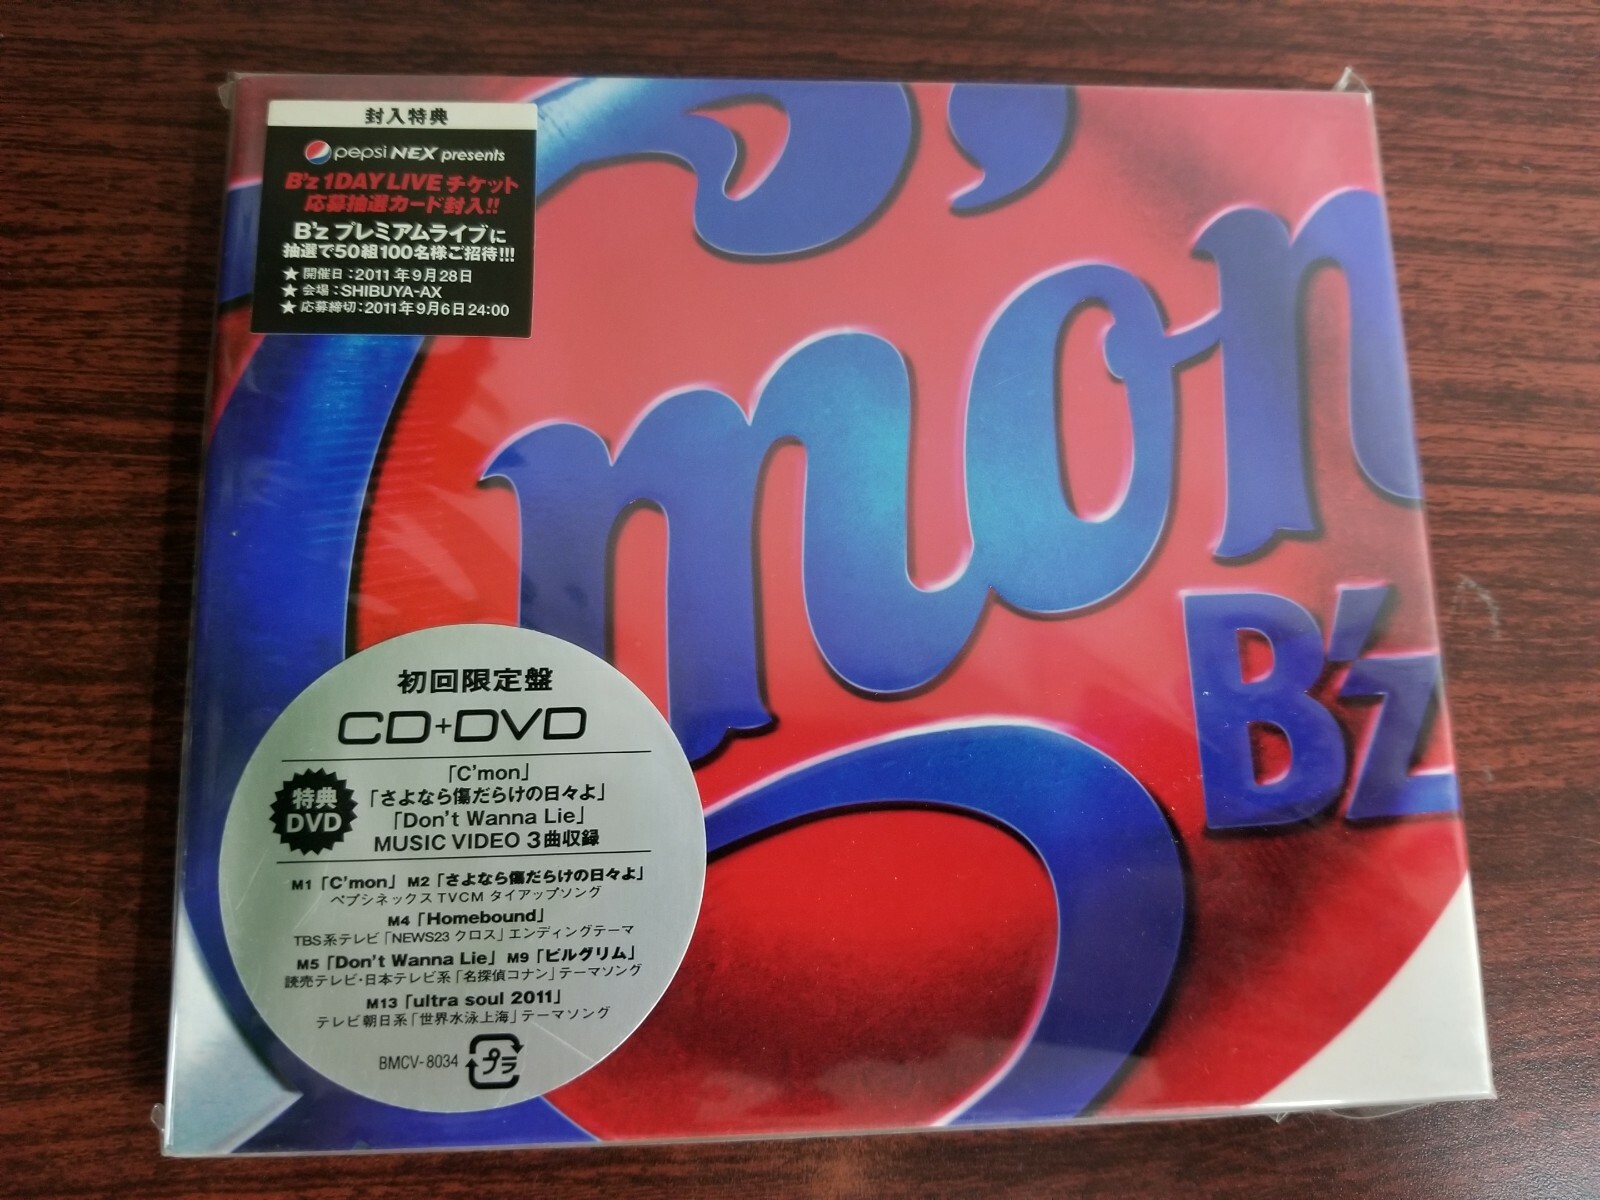 封入特典
pepsi NEX presents
B'z 1DAY LIVE チケット
応募抽選カード封入!!
B'z プレミアムライブに
抽選で50組100名様ご招待!!!
★開催日:2011年9月28日
★会場:SHIBUYA-AX
★応募締切:2011年9月6日24:00
C'mon
B'z
初回限定盤
CD+DVD
特典
DVD
「C'mon」
「さよなら傷だらけの日々よ」
「Don't Wanna Lie」
MUSIC VIDEO 3曲収録
M1「C'mon」 M2「さよなら傷だらけの日々よ」
ペプシネックス TVCM タイアップソング
M4「Homebound」
TBS系テレビ「NEWS23 クロス」エンディングテーマ
M5「Don't Wanna Lie」 M9「ピルグリム」
読売テレビ・日本テレビ系「名探偵コナン」テーマソング
M13「ultra soul 2011」
テレビ朝日系「世界水泳上海」テーマソング
BMCV-8034
プラ